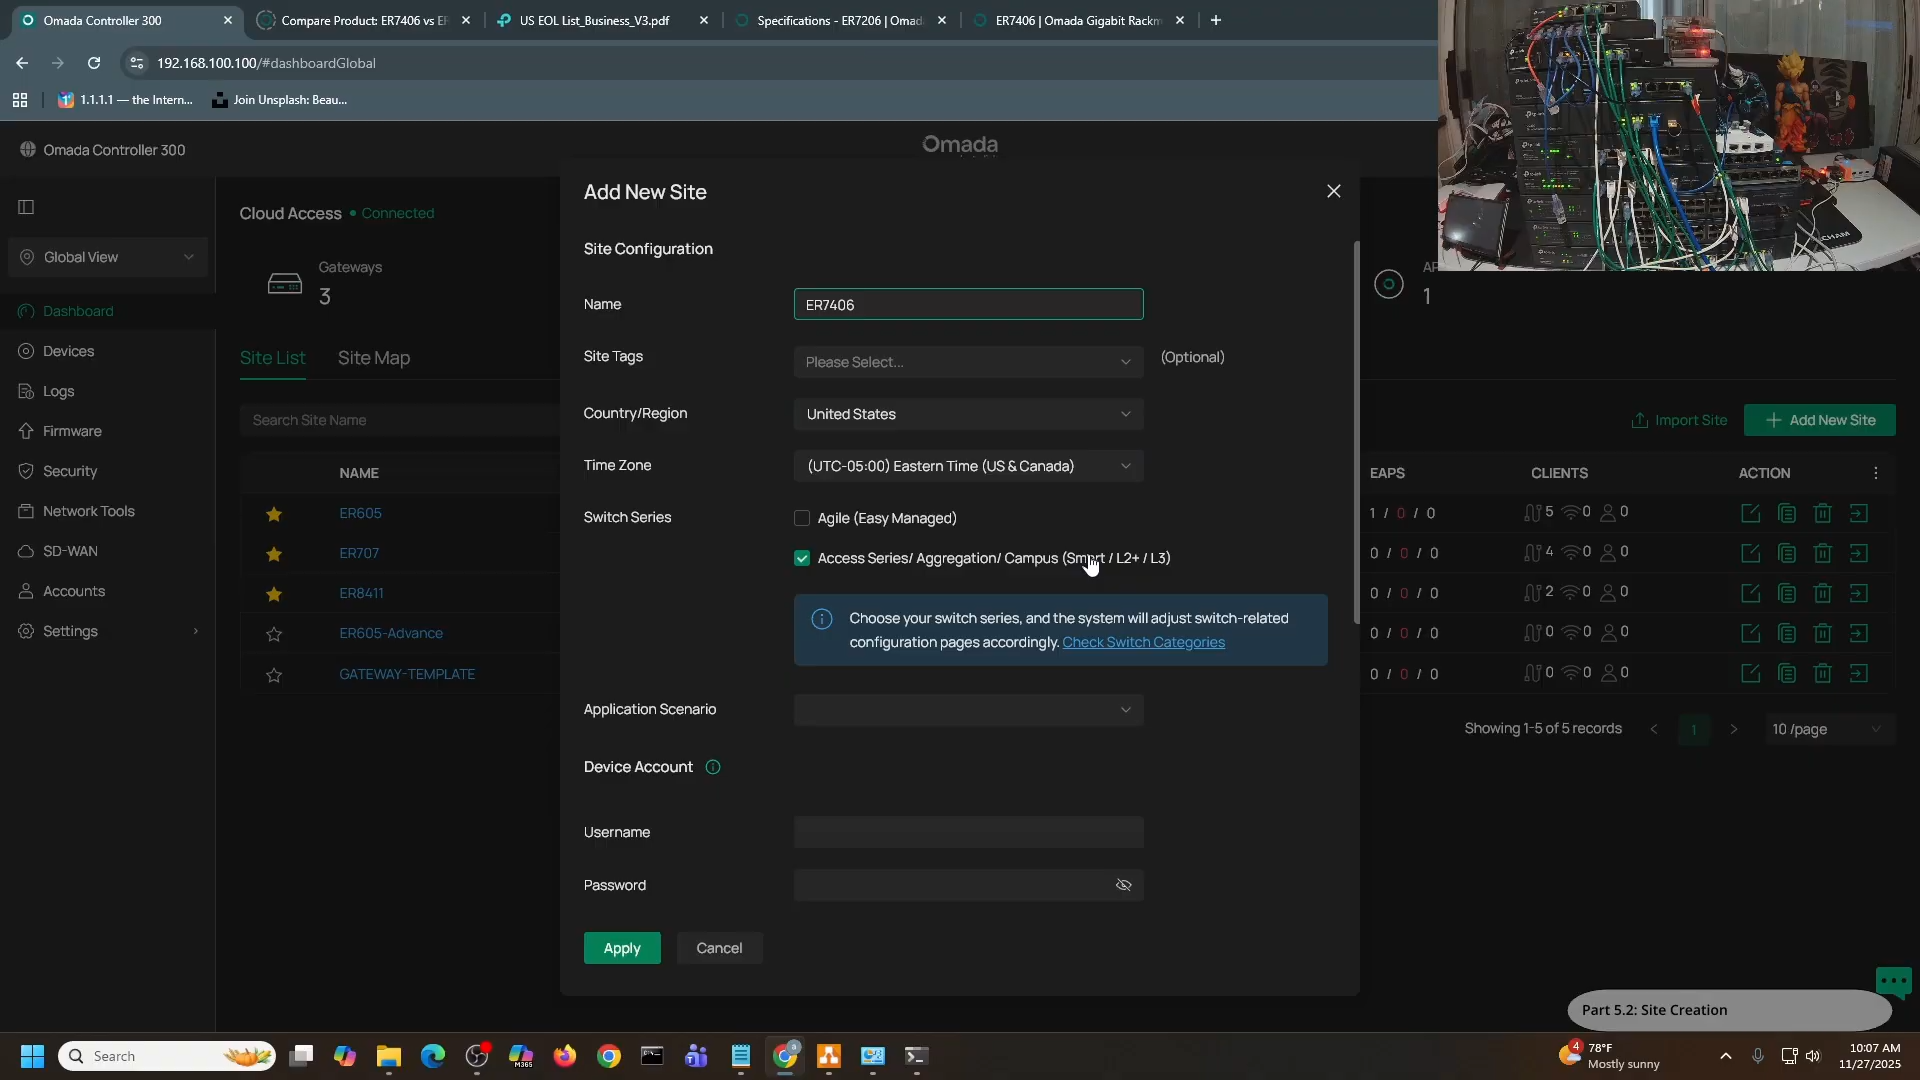 Omada Controller 300
Compare Product: ER7406 vs ER
US EOL List_Business_V3.pdf
Specifications - ER7206 | Omada
ER7406 | Omada Gigabit Rackm
192.168.100.100/#dashboardGlobal
1.1.1.1 — the Intern...
Join Unsplash: Beau...
Omada Controller 300
Omada
Global View
Dashboard
Devices
Logs
Firmware
Security
Network Tools
SD-WAN
Accounts
Settings
Cloud Access
Connected
Gateways
3
AP
1
Site List
Site Map
Search Site Name
Import Site
Add New Site
NAME
EAPS
CLIENTS
ACTION
ER605
1 / 0 / 0
5
0
0
ER707
0 / 0 / 0
4
0
0
ER8411
0 / 0 / 0
2
0
0
ER605-Advance
0 / 0 / 0
0
0
0
GATEWAY-TEMPLATE
0 / 0 / 0
0
0
0
Showing 1-5 of 5 records
1
10 /page
Add New Site
Site Configuration
Name
ER7406
Site Tags
Please Select...
(Optional)
Country/Region
United States
Time Zone
(UTC-05:00) Eastern Time (US & Canada)
Switch Series
Agile (Easy Managed)
Access Series/ Aggregation/ Campus (Smart / L2+ / L3)
Choose your switch series, and the system will adjust switch-related
configuration pages accordingly. Check Switch Categories
Application Scenario
Device Account
Username
Password
Apply
Cancel
Part 5.2: Site Creation
Search
M365
4
78°F
Mostly sunny
10:07 AM
11/27/2025